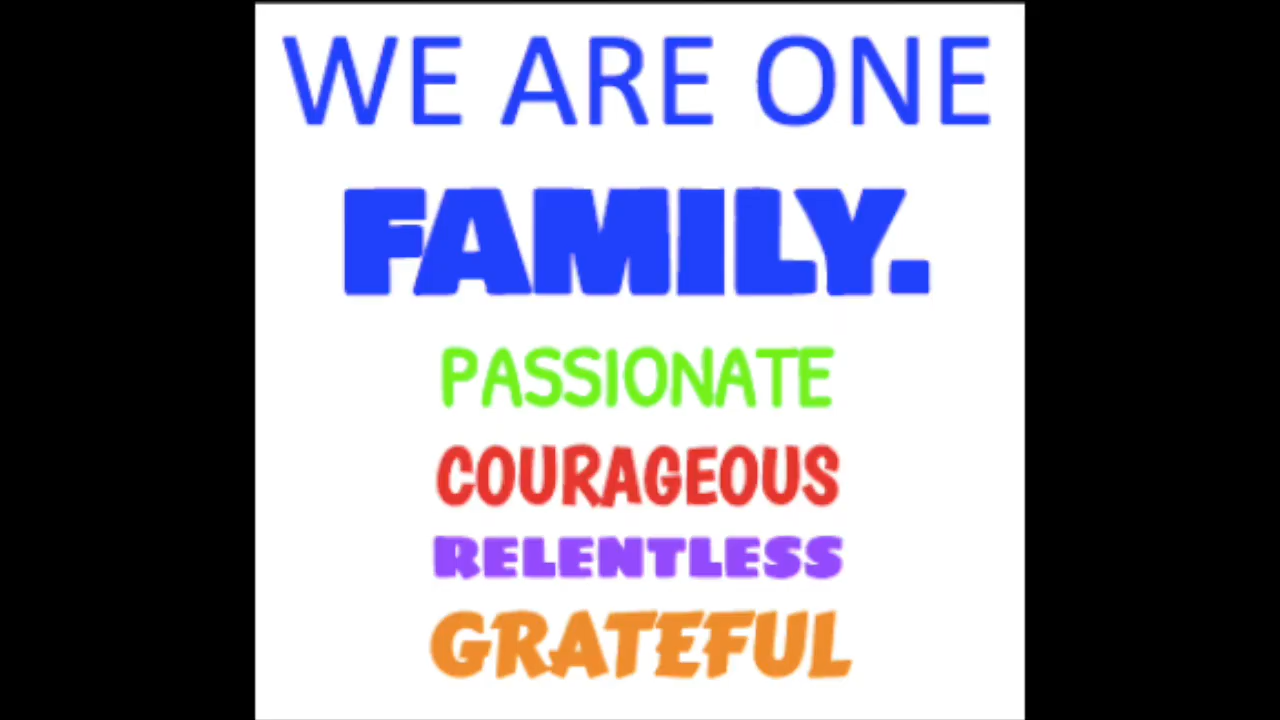 WE ARE ONE
FAMILY.
PASSIONATE
COURAGEOUS
RELENTLESS
GRATEFUL